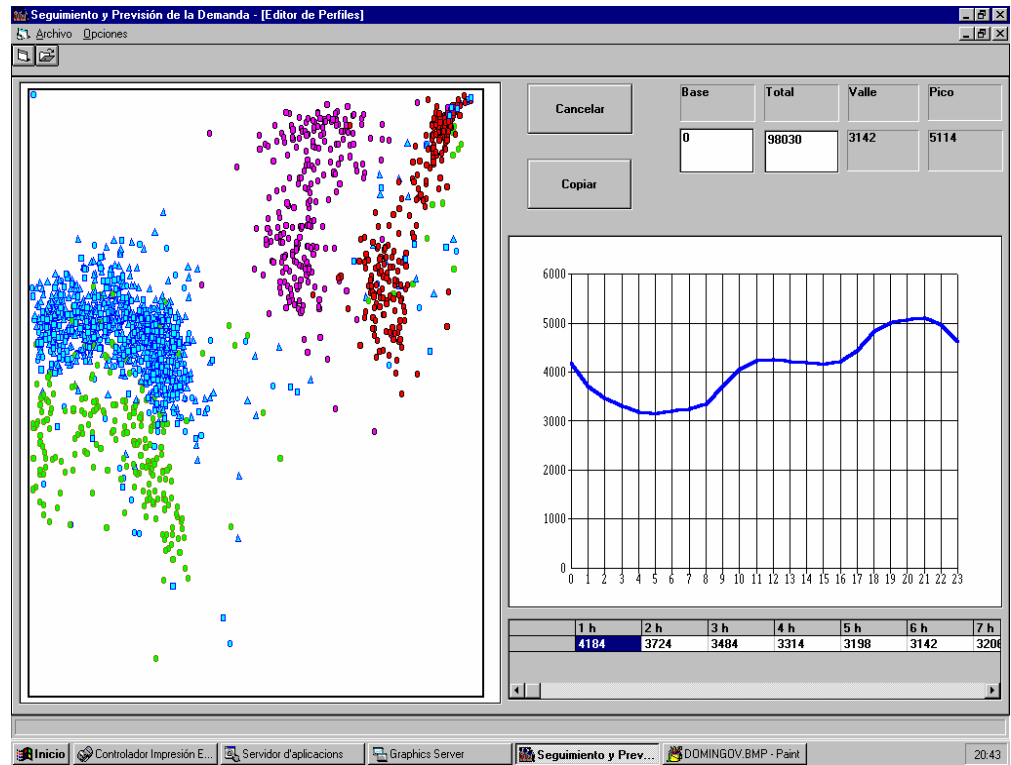 Seguimiento y Previsión de la Demanda - [Editor de Perfiles]
Archivo Opciones
Cancelar
Copiar
Base Total Valle Pico
0 98030 3142 5114
6000
5000
4000
3000
2000
1000
0
0 1 2 3 4 5 6 7 8 9 10 11 12 13 14 15 16 17 18 19 20 21 22 23
1 h 2 h 3 h 4 h 5 h 6 h 7 h
4184 3724 3484 3314 3198 3142 3206
Inicio Controlador Impresión E... Servidor d'aplicacions Graphics Server Seguimiento y Prev... DOMINGOV.BMP - Paint 20:43